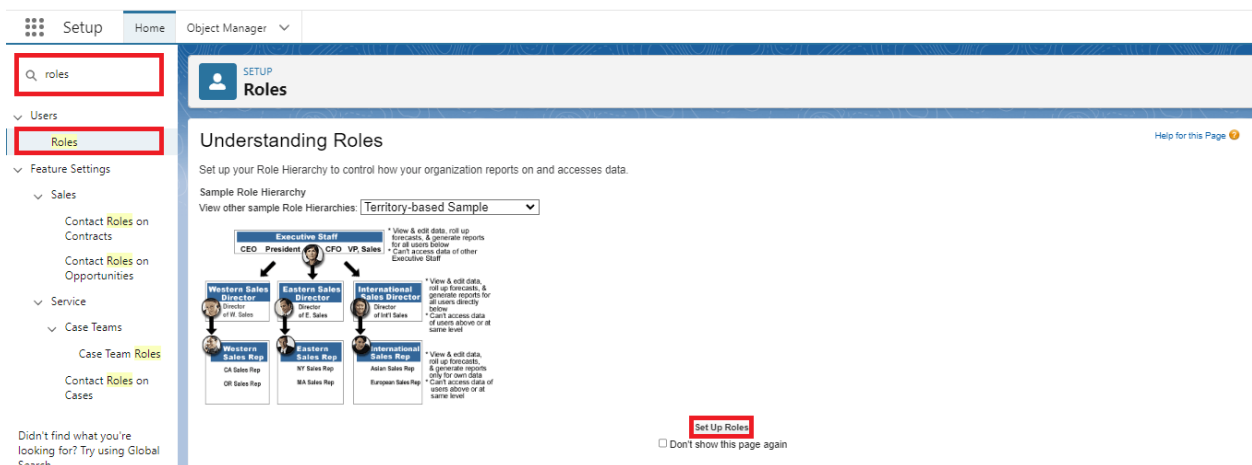 Setup
Home
Object Manager
roles
Users
Roles
Feature Settings
Sales
Contact Roles on
Contracts
Contact Roles on
Opportunities
Service
Case Teams
Case Team Roles
Contact Roles on
Cases
Didn't find what you're
looking for? Try using Global
Search
SETUP
Roles
Understanding Roles
Help for this Page
Set up your Role Hierarchy to control how your organization reports on and accesses data.
Sample Role Hierarchy
View other sample Role Hierarchies: Territory-based Sample
Executive Staff
CEO President CFO VP, Sales
* View & edit data, roll up
forecasts, & generate reports
for all users below
* Can't access data of other
Executive Staff
Western Sales
Director
Director
of W. Sales
Eastern Sales
Director
Director
of E. Sales
International
Sales Director
Director
of Int'l Sales
* View & edit data,
roll up forecasts, &
generate reports for
all users directly
below
* Can't access data
of users above or at
same level
Western
Sales Rep
CA Sales Rep
OR Sales Rep
Eastern
Sales Rep
NY Sales Rep
MA Sales Rep
International
Sales Rep
Asian Sales Rep
European Sales Rep
* View & edit data,
roll up forecasts,
& generate reports
only for own data
* Can't access data of
users above or at
same level
Set Up Roles
Don't show this page again